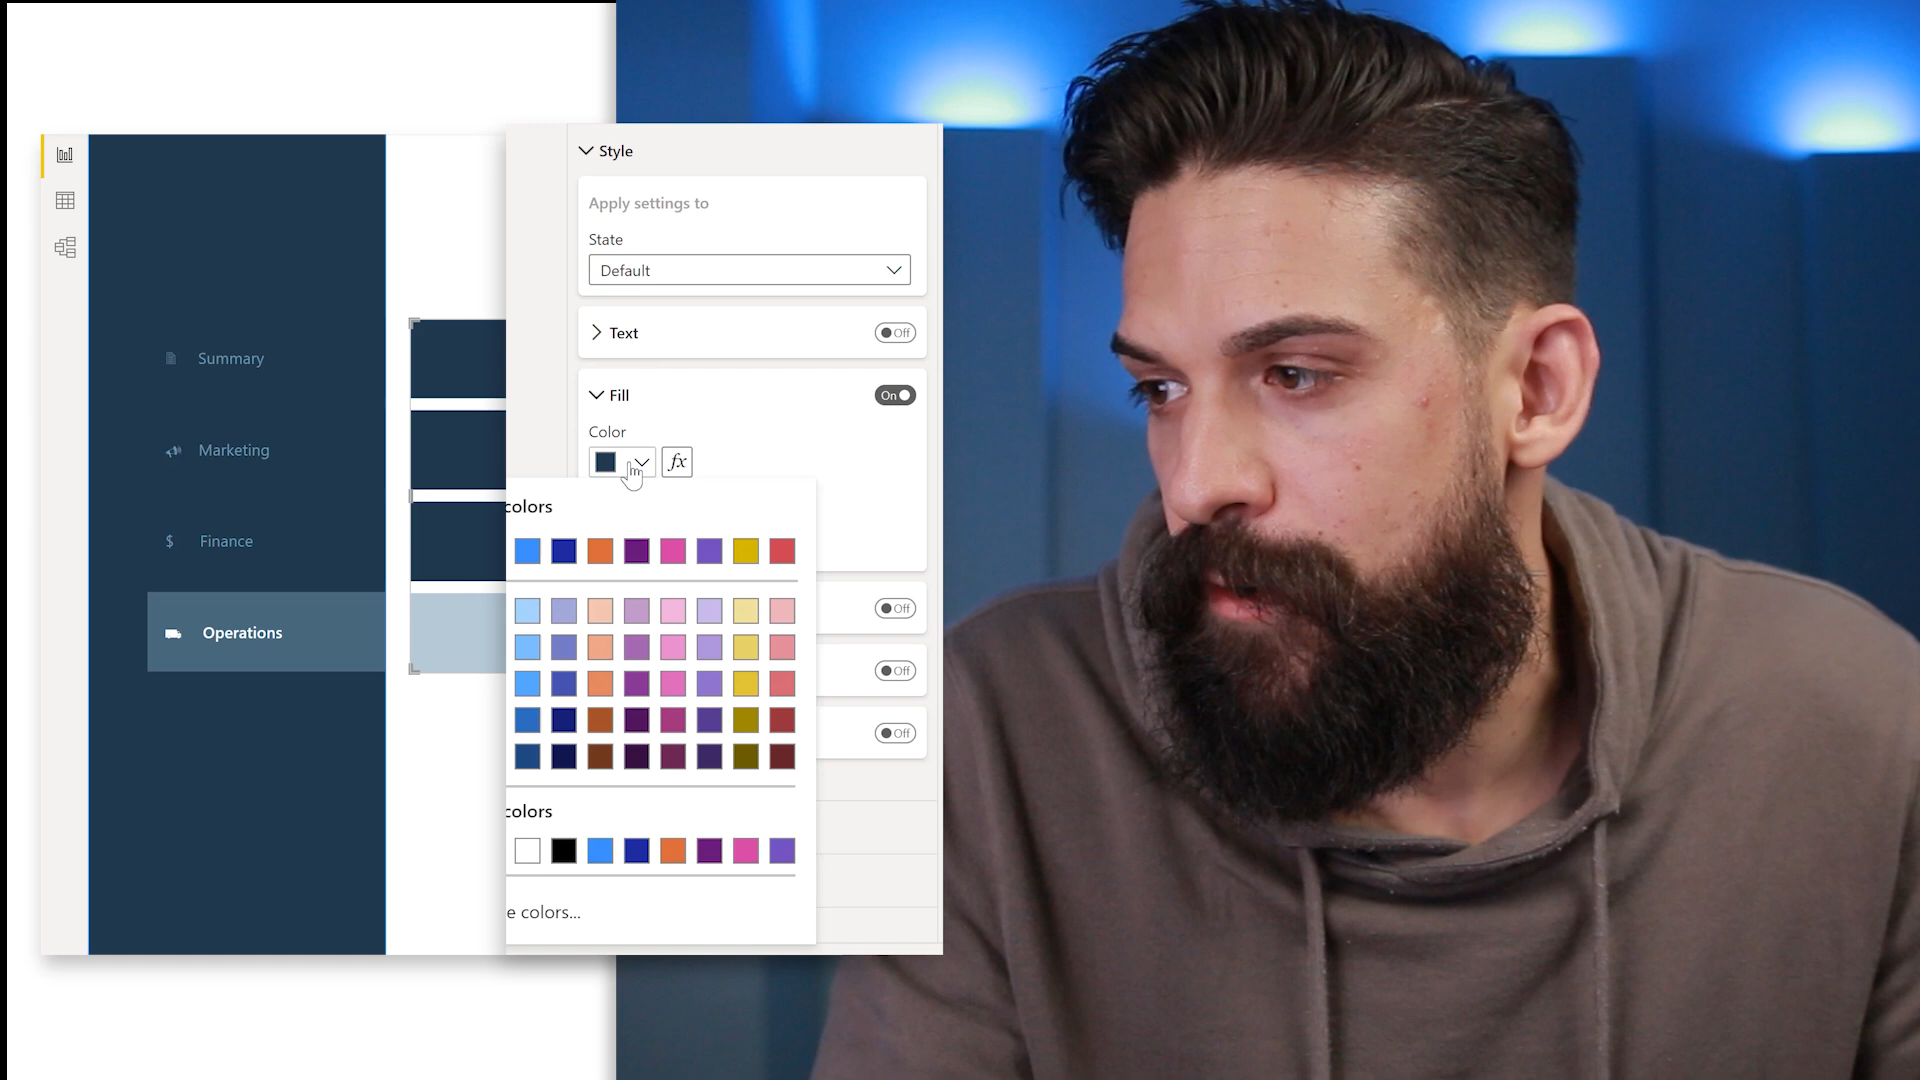 Summary
Marketing
$ Finance
Operations
Style
Apply settings to
State
Default
Text
Off
Fill
On
Color
fx
colors
Off
Off
Off
colors
e colors...